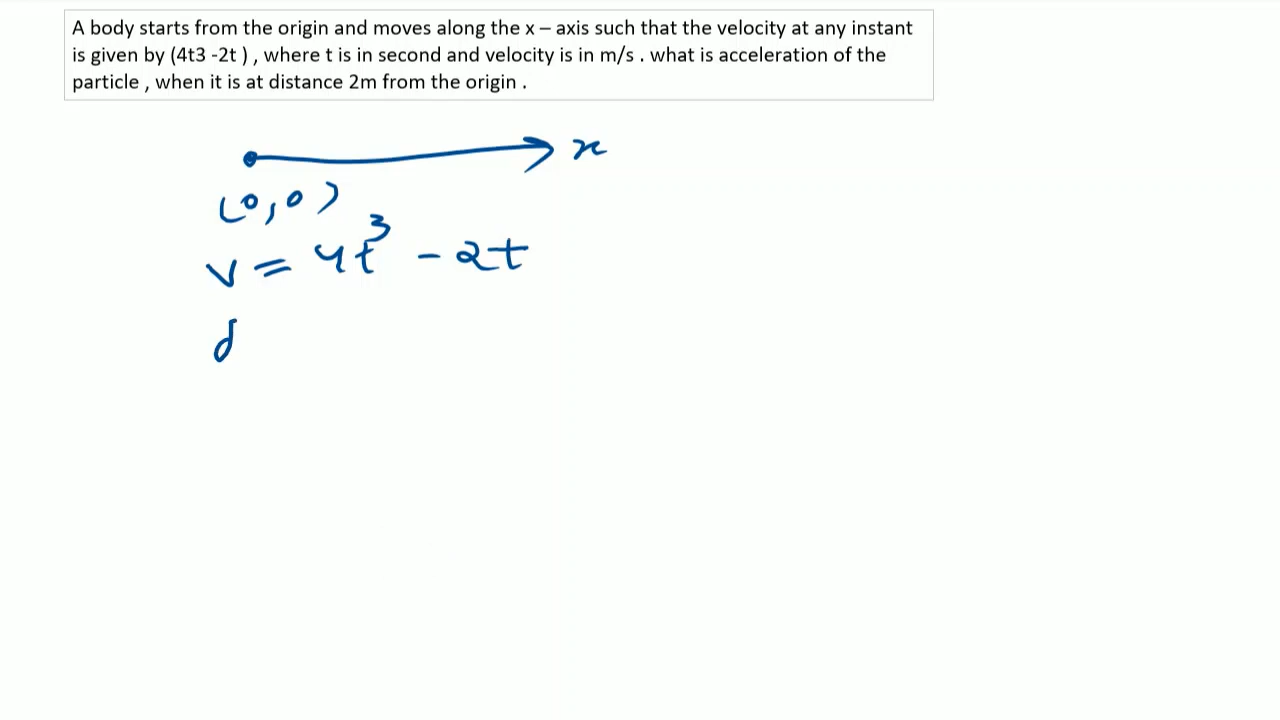 A body starts from the origin and moves along the x – axis such that the velocity at any instant
is given by (4t3 -2t ) , where t is in second and velocity is in m/s . what is acceleration of the
particle , when it is at distance 2m from the origin .
x
(0,0)
v = 4t³ - 2t
d